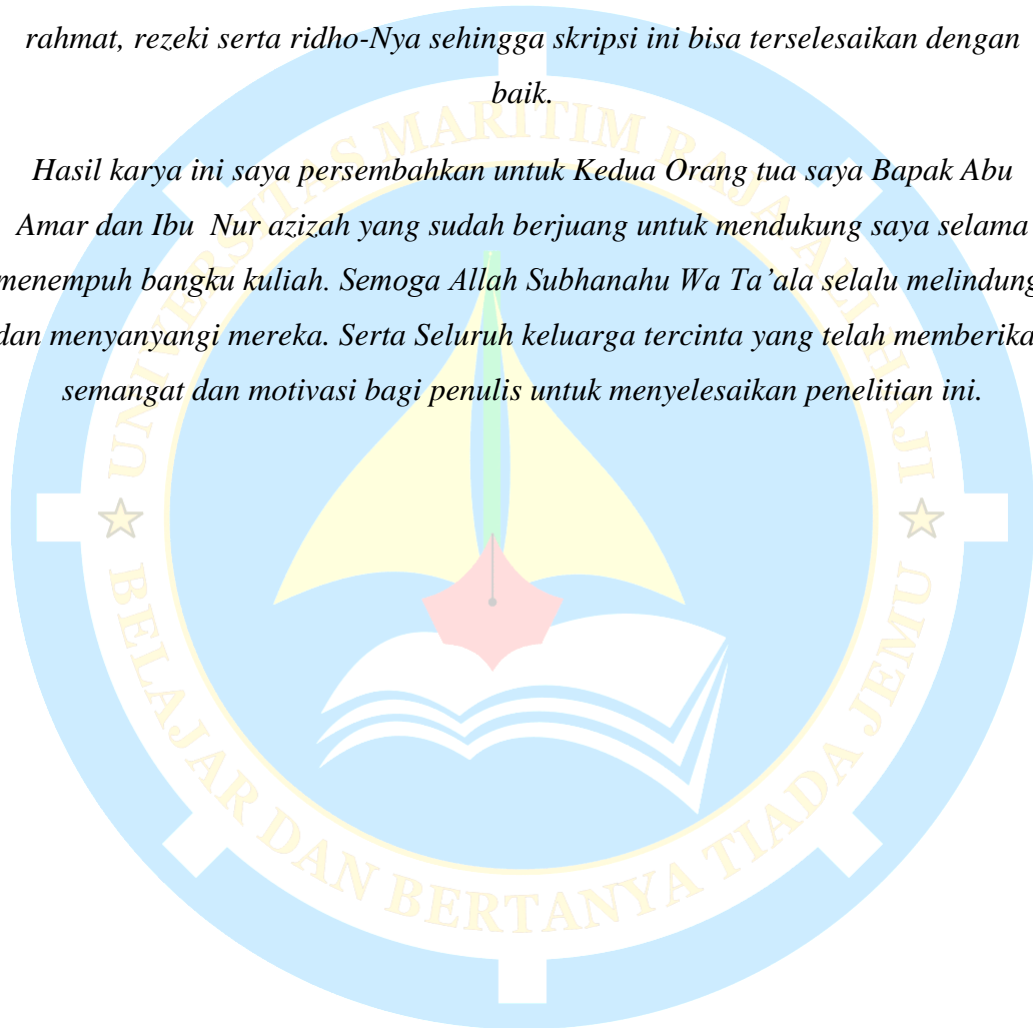 rahmat, rezeki serta ridho-Nya sehingga skripsi ini bisa terselesaikan dengan
baik.
Hasil karya ini saya persembahkan untuk Kedua Orang tua saya Bapak Abu
Amar dan Ibu Nur azizah yang sudah berjuang untuk mendukung saya selama
menempuh bangku kuliah. Semoga Allah Subhanahu Wa Ta’ala selalu melindung
dan menyanyangi mereka. Serta Seluruh keluarga tercinta yang telah memberika
semangat dan motivasi bagi penulis untuk menyelesaikan penelitian ini.
UNIVERSITAS MARITIM RAJA ALI HAJI
BELAJAR DAN BERTANYA TIADA JEMU